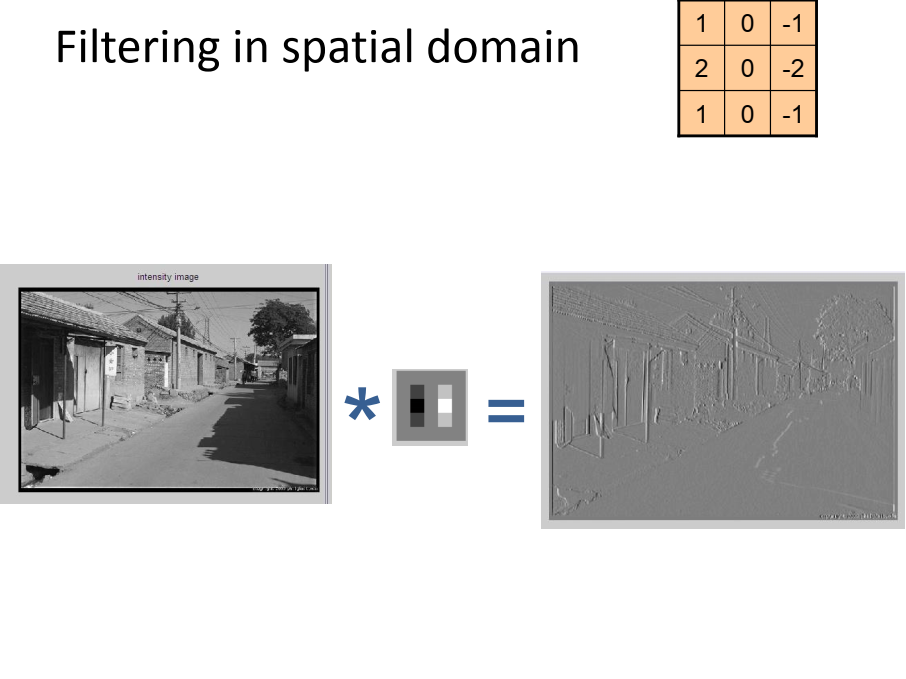 Filtering in spatial domain
1 0 -1
2 0 -2
1 0 -1
intensity image
* =